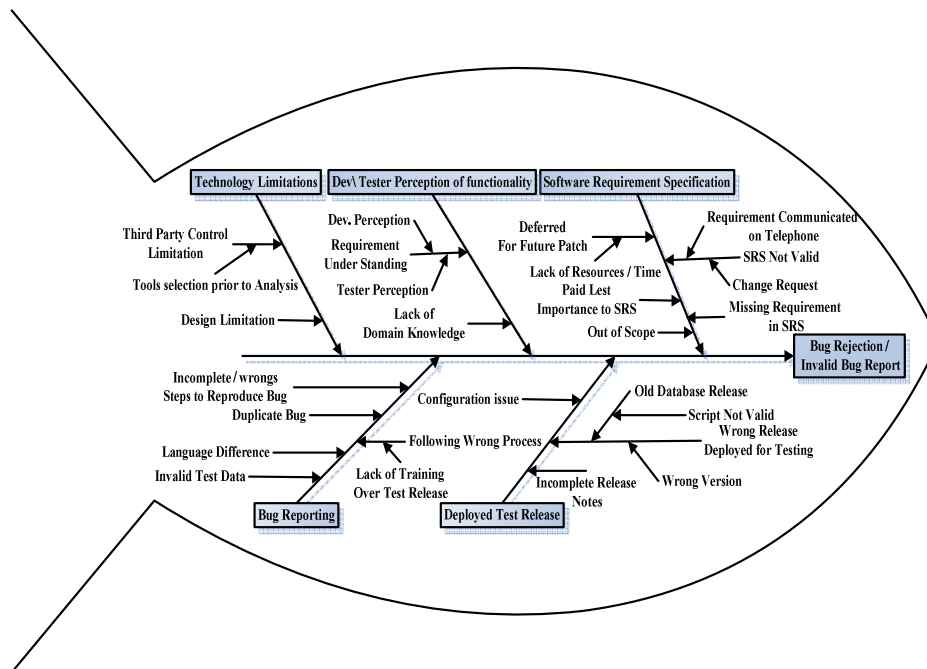 Technology Limitations
Dev\ Tester Perception of functionality
Software Requirement Specification
Third Party Control
Limitation
Tools selection prior to Analysis
Design Limitation
Dev. Perception
Requirement
Under Standing
Tester Perception
Lack of
Domain Knowledge
Deferred
For Future Patch
Lack of Resources / Time
Paid Lest
Importance to SRS
Out of Scope
Requirement Communicated
on Telephone
SRS Not Valid
Change Request
Missing Requirement
in SRS
Bug Rejection /
Invalid Bug Report
Incomplete / wrongs
Steps to Reproduce Bug
Duplicate Bug
Language Difference
Invalid Test Data
Following Wrong Process
Lack of Training
Over Test Release
Bug Reporting
Configuration issue
Old Database Release
Script Not Valid
Wrong Release
Deployed for Testing
Wrong Version
Incomplete Release
Notes
Deployed Test Release